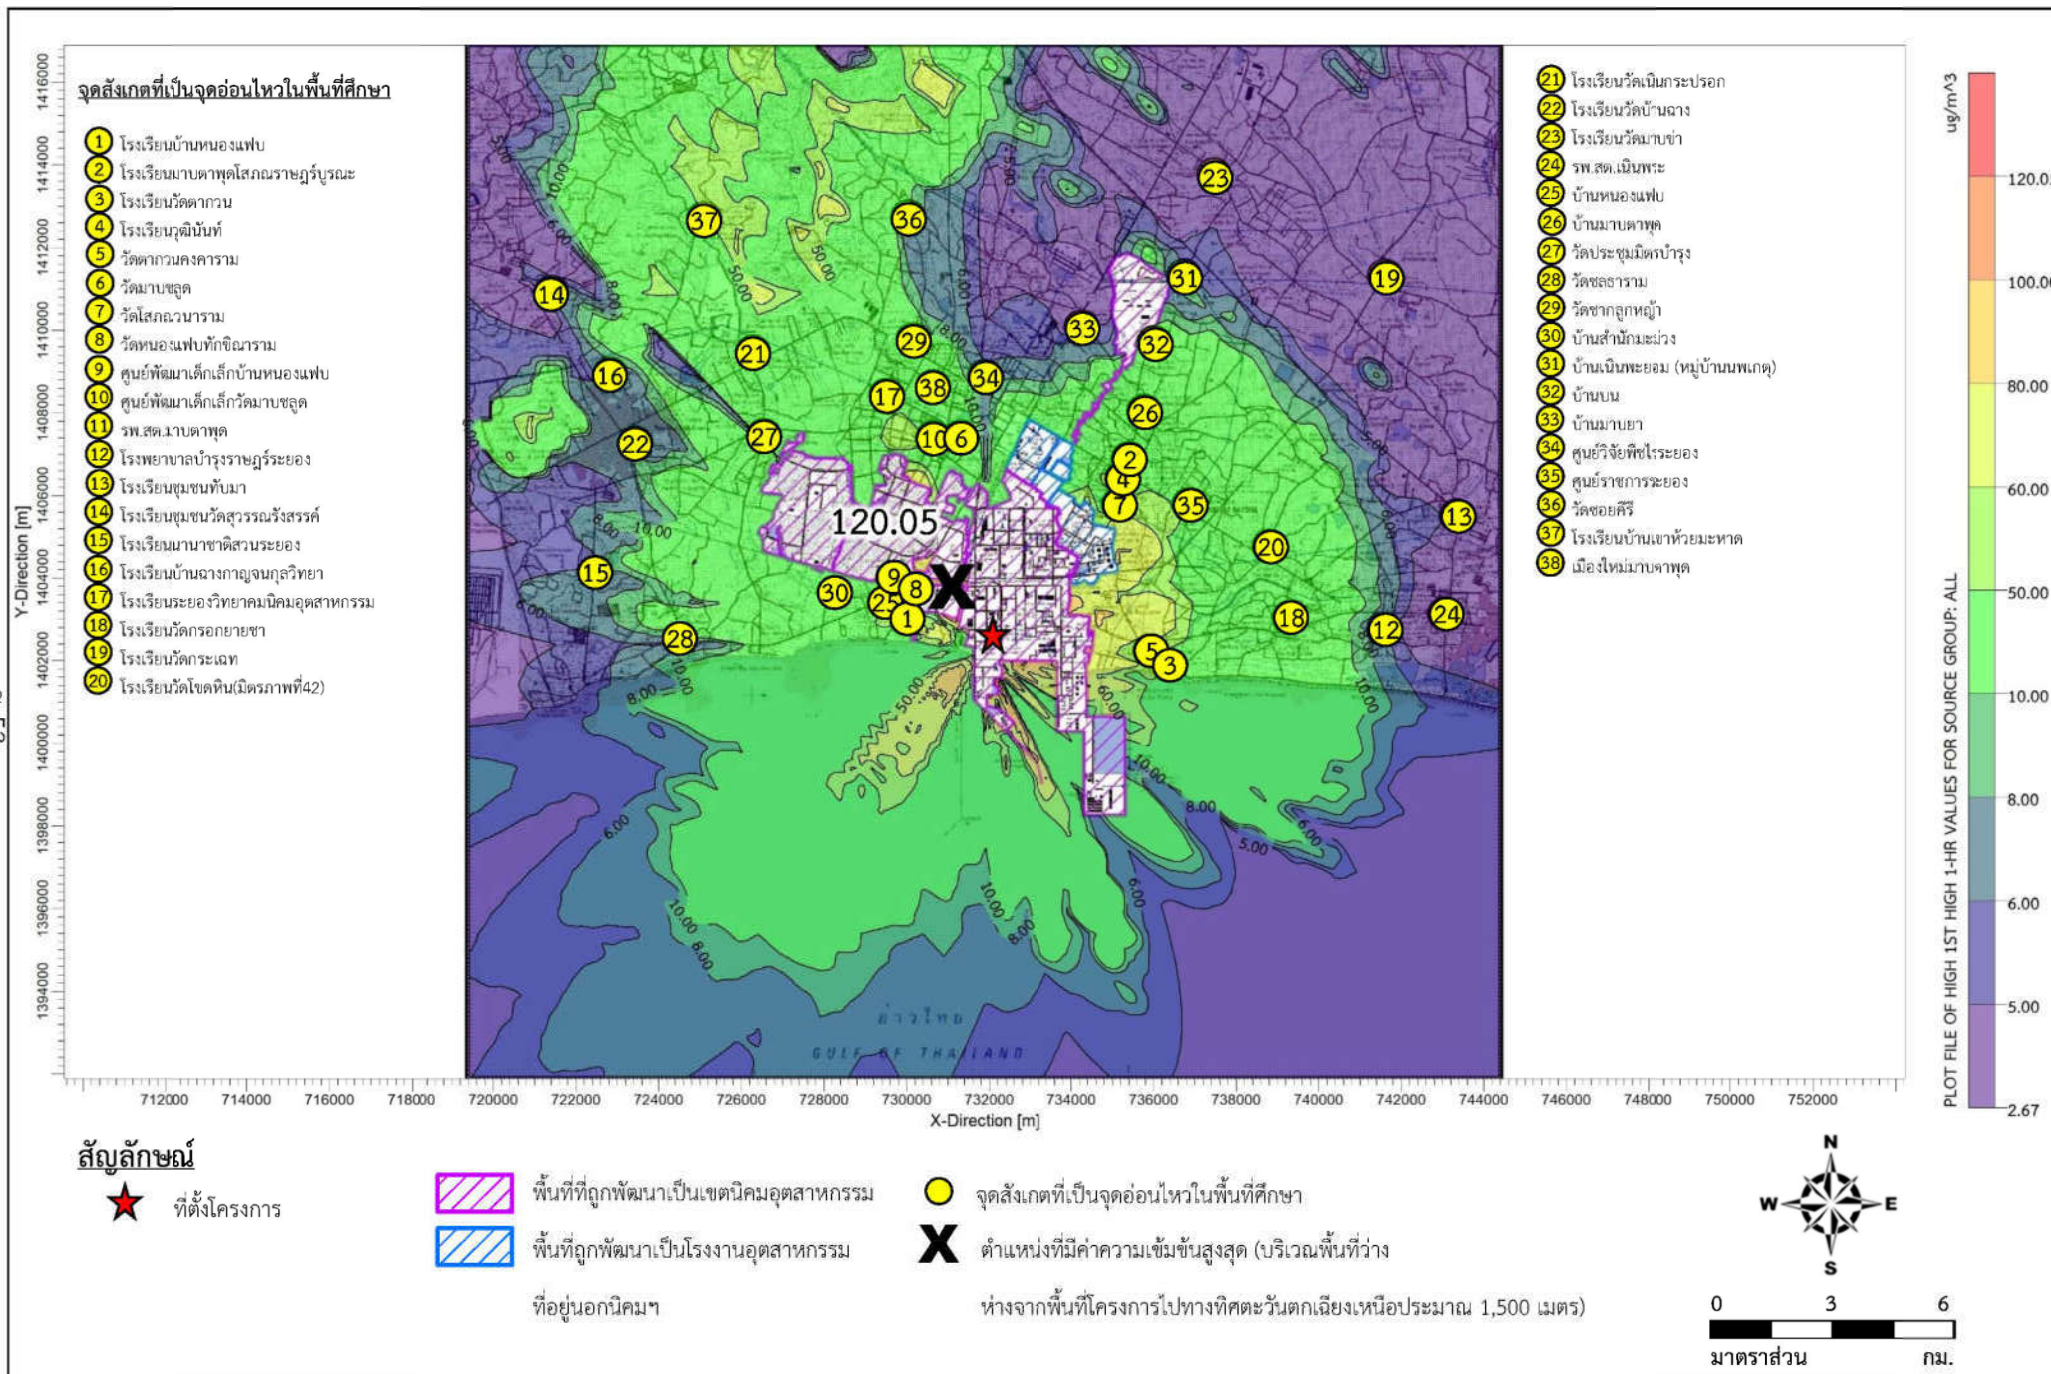 จุดสังเกตที่เป็นจุดอ่อนไหวในพื้นที่ศึกษา
1 โรงเรียนบ้านหนองแฟบ
2 โรงเรียนมาบตาพุดโสภณราษฎร์บูรณะ
3 โรงเรียนวัดตากวน
4 โรงเรียนวุฒินันท์
5 วัดตากวนคงคาราม
6 วัดมาบชลูด
7 วัดโสภณวนาราม
8 วัดหนองแฟบทักษิณาราม
9 ศูนย์พัฒนาเด็กเล็กบ้านหนองแฟบ
10 ศูนย์พัฒนาเด็กเล็กวัดมาบชลูด
11 รพ.สต.มาบตาพุด
12 โรงพยาบาลบำรุงราษฎร์ระยอง
13 โรงเรียนชุมชนทับมา
14 โรงเรียนชุมชนวัดสุวรรณรังสรรค์
15 โรงเรียนนานาชาติสวนระยอง
16 โรงเรียนบ้านฉางกาญจนกุลวิทยา
17 โรงเรียนระยองวิทยาคมนิคมอุตสาหกรรม
18 โรงเรียนวัดกรอกยายชา
19 โรงเรียนวัดกระเฉท
20 โรงเรียนวัดโขดหิน(มิตรภาพที่42)
21 โรงเรียนวัดเนินกระปรอก
22 โรงเรียนวัดบ้านฉาง
23 โรงเรียนวัดมาบข่า
24 รพ.สต.เนินพระ
25 บ้านหนองแฟบ
26 บ้านมาบตาพุด
27 วัดประชุมมิตรบำรุง
28 วัดชลธาราม
29 วัดชากลูกหญ้า
30 บ้านสำนักมะม่วง
31 บ้านเนินพะยอม (หมู่บ้านนพเกตุ)
32 บ้านบน
33 บ้านมาบยา
34 ศูนย์วิจัยพืชไร่ระยอง
35 ศูนย์ราชการระยอง
36 วัดซอยคีรี
37 โรงเรียนบ้านเขาห้วยมะหาด
38 เมืองใหม่มาบตาพุด
120.05
อ่าวไทย
GULF OF THAILAND
Y-Direction [m]
1416000
1414000
1412000
1410000
1408000
1406000
1404000
1402000
1400000
1398000
1396000
1394000
712000 714000 716000 718000 720000 722000 724000 726000 728000 730000 732000 734000 736000 738000 740000 742000 744000 746000 748000 750000 752000
X-Direction [m]
ug/m^3
120.0
100.00
80.00
60.00
50.00
10.00
8.00
6.00
5.00
2.67
PLOT FILE OF HIGH 1ST HIGH 1-HR VALUES FOR SOURCE GROUP: ALL
สัญลักษณ์
ที่ตั้งโครงการ
พื้นที่ที่ถูกพัฒนาเป็นเขตนิคมอุตสาหกรรม
พื้นที่ถูกพัฒนาเป็นโรงงานอุตสาหกรรม
ที่อยู่นอกนิคมฯ
จุดสังเกตที่เป็นจุดอ่อนไหวในพื้นที่ศึกษา
X ตำแหน่งที่มีค่าความเข้มข้นสูงสุด (บริเวณพื้นที่ว่าง
ห่างจากพื้นที่โครงการไปทางทิศตะวันตกเฉียงเหนือประมาณ 1,500 เมตร)
N
W E
S
0 3 6
มาตราส่วน กม.